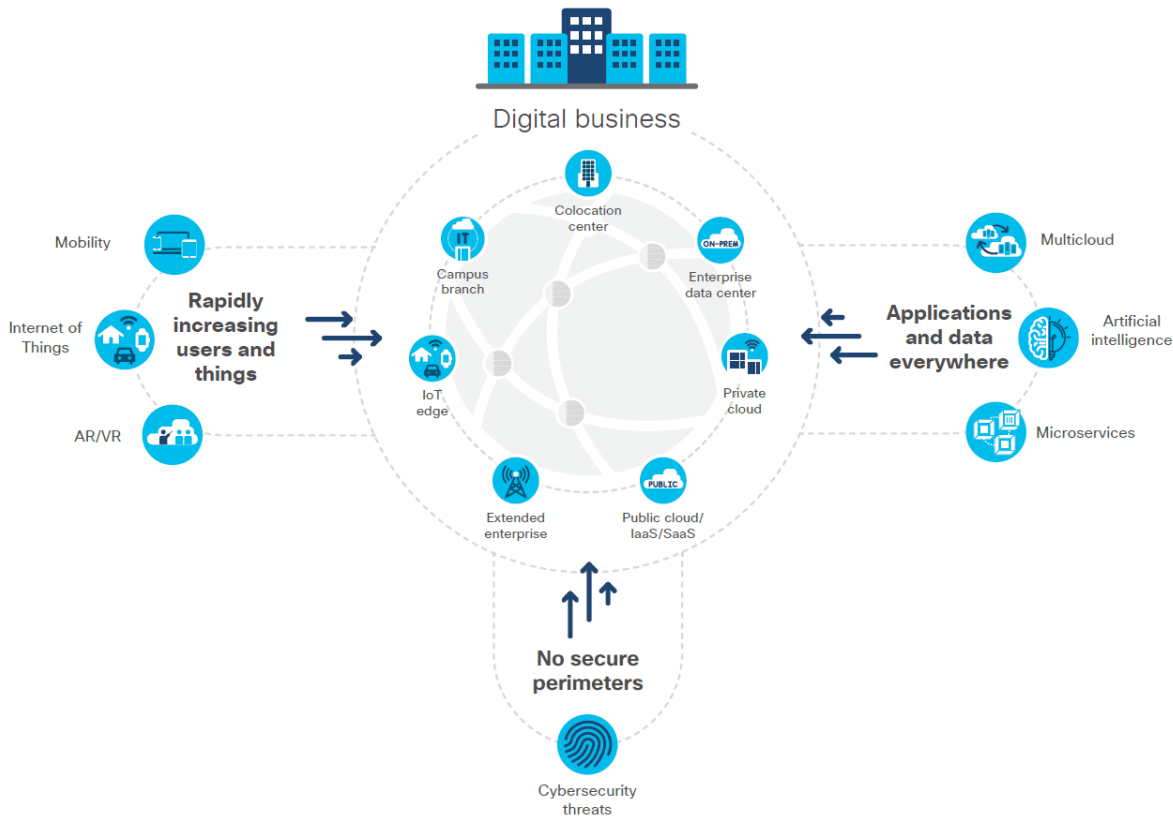 Digital business
Colocation
center
IT
Campus
branch
ON-PREM
Enterprise
data center
IoT
edge
Private
cloud
Extended
enterprise
PUBLIC
Public cloud/
IaaS/SaaS
Mobility
Internet of
Things
AR/VR
Rapidly
increasing
users and
things
Applications
and data
everywhere
Multicloud
Artificial
intelligence
Microservices
No secure
perimeters
Cybersecurity
threats